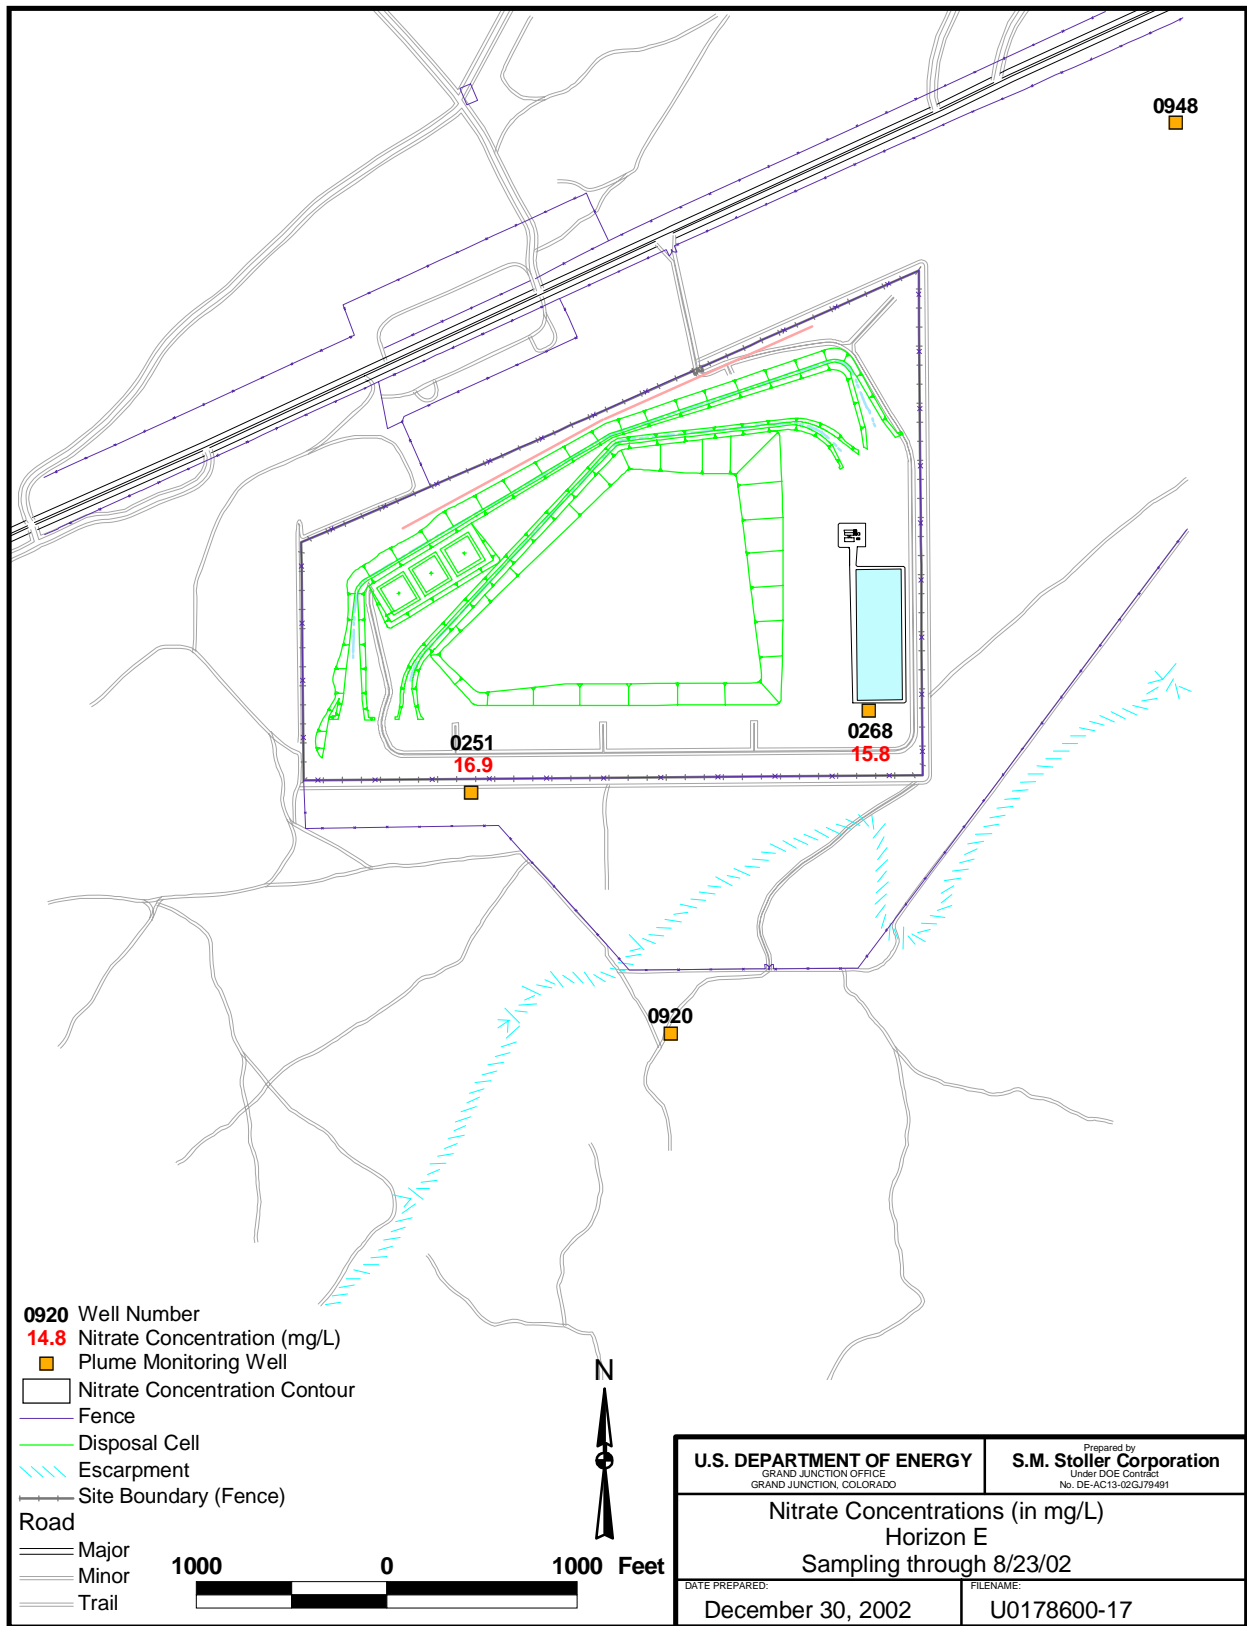 0948
0251
16.9
0268
15.8
0920
0920 Well Number
14.8 Nitrate Concentration (mg/L)
Plume Monitoring Well
Nitrate Concentration Contour
Fence
Disposal Cell
Escarpment
Site Boundary (Fence)
Road
Major
Minor
Trail
1000 0 1000 Feet
N
U.S. DEPARTMENT OF ENERGY
GRAND JUNCTION OFFICE
GRAND JUNCTION, COLORADO
Prepared by
S.M. Stoller Corporation
Under DOE Contract
No. DE-AC13-02GJ79491
Nitrate Concentrations (in mg/L)
Horizon E
Sampling through 8/23/02
DATE PREPARED:
December 30, 2002
FILENAME:
U0178600-17